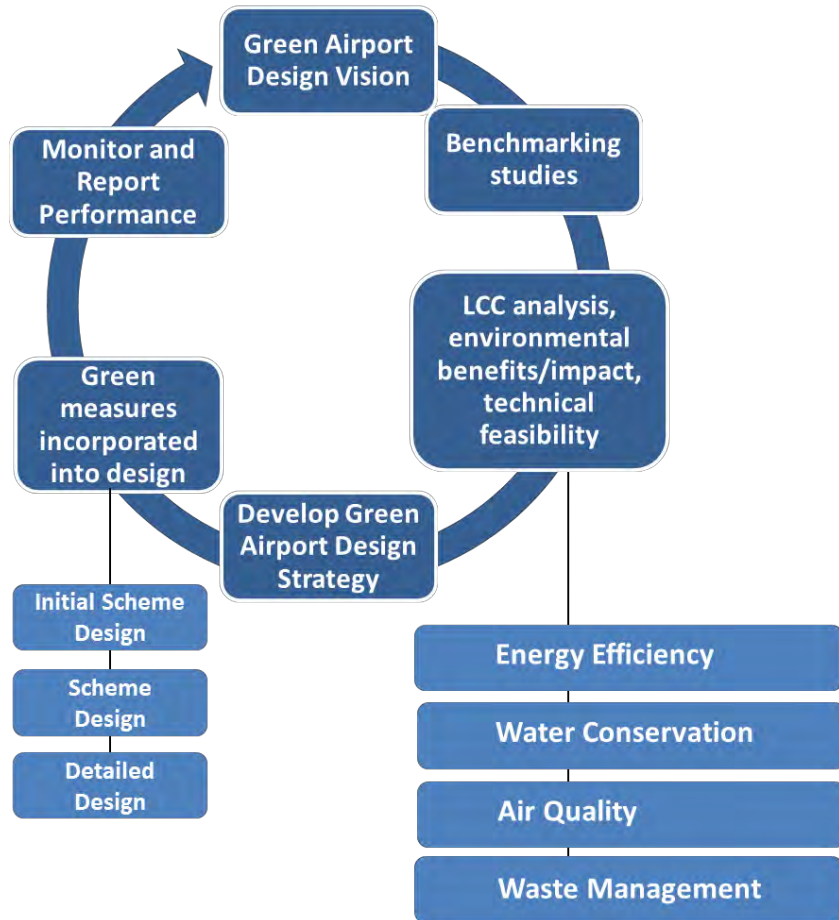 Green Airport
Design Vision
Benchmarking
studies
LCC analysis,
environmental
benefits/impact,
technical
feasibility
Develop Green
Airport Design
Strategy
Green
measures
incorporated
into design
Monitor and
Report
Performance
Initial Scheme
Design
Scheme
Design
Detailed
Design
Energy Efficiency
Water Conservation
Air Quality
Waste Management